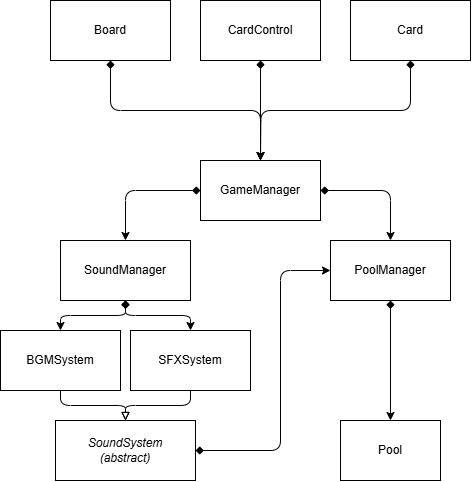 Board
CardControl
Card
GameManager
SoundManager
PoolManager
BGMSystem
SFXSystem
SoundSystem
(abstract)
Pool